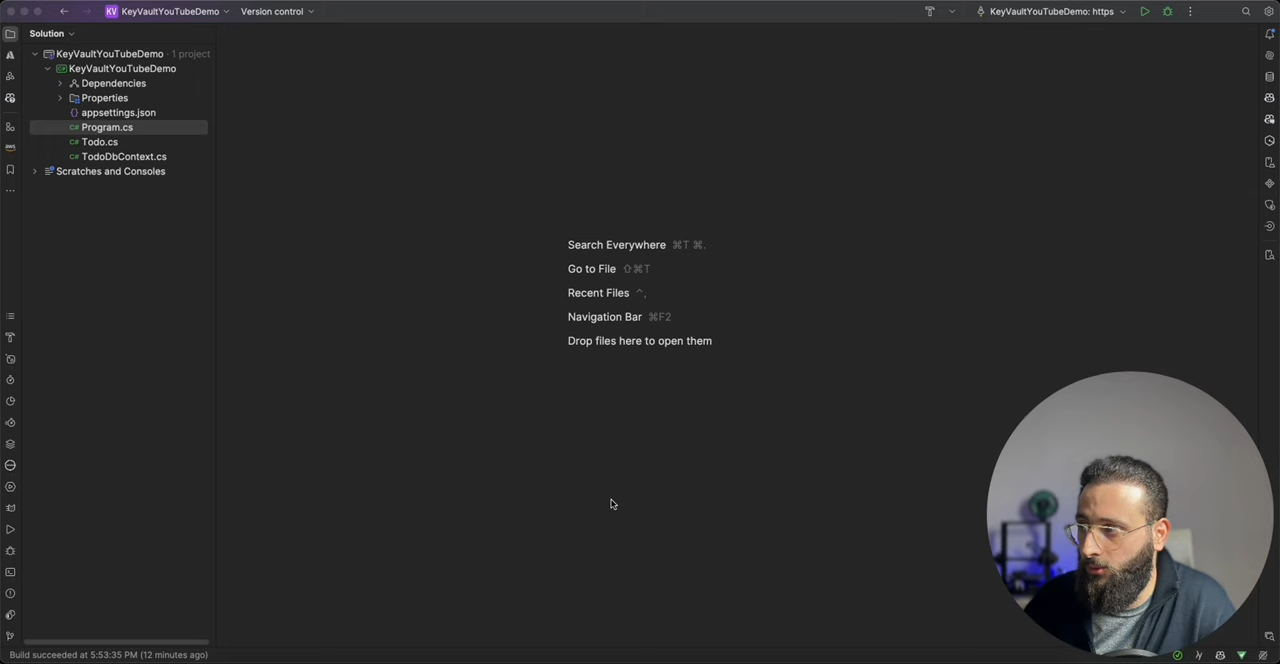 KV KeyVaultYouTubeDemo Version control KeyVaultYouTubeDemo: https
Solution
KeyVaultYouTubeDemo · 1 project
C# KeyVaultYouTubeDemo
Dependencies
Properties
{} appsettings.json
C# Program.cs
C# Todo.cs
C# TodoDbContext.cs
Scratches and Consoles
aws
Search Everywhere ⌘T ⌘.
Go to File ⇧⌘T
Recent Files ⌃,
Navigation Bar ⌘F2
Drop files here to open them
Build succeeded at 5:53:35 PM (12 minutes ago)